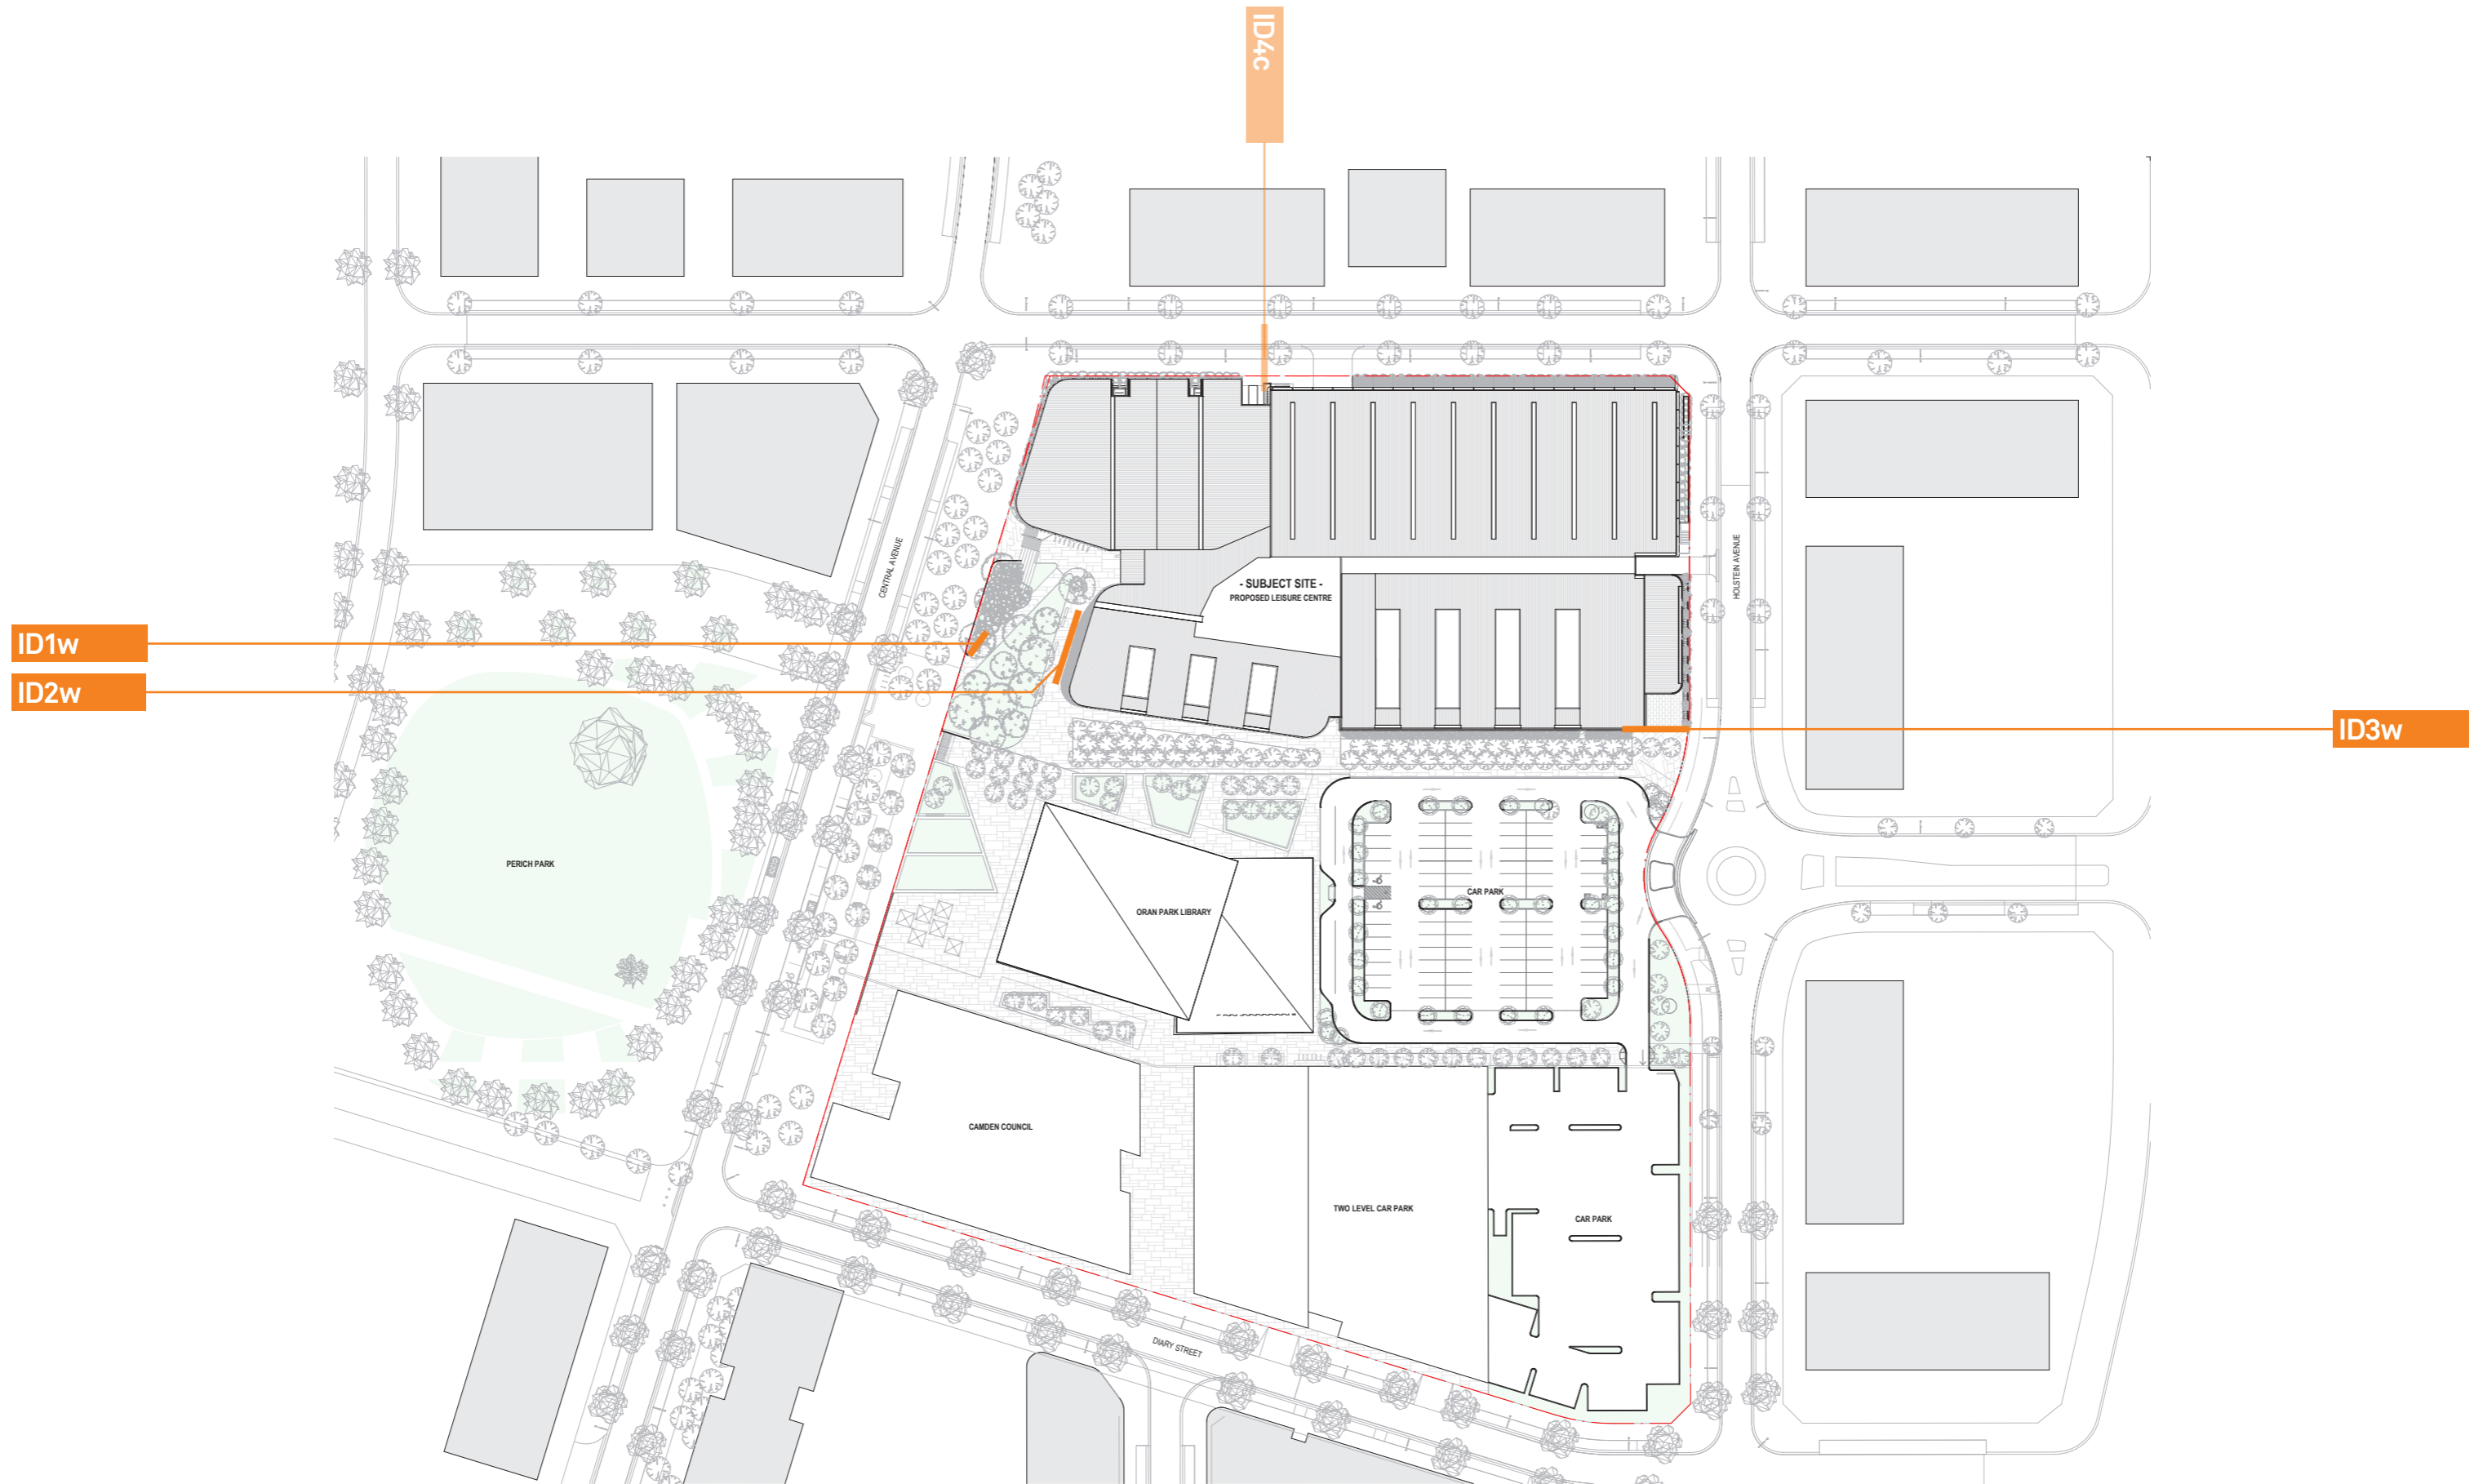 ID4c
CENTRAL AVENUE
HOLSTEIN AVENUE
- SUBJECT SITE -
PROPOSED LEISURE CENTRE
ID1w
ID2w
ID3w
PERICH PARK
CAR PARK
ORAN PARK LIBRARY
CAMDEN COUNCIL
TWO LEVEL CAR PARK
CAR PARK
DIARY STREET